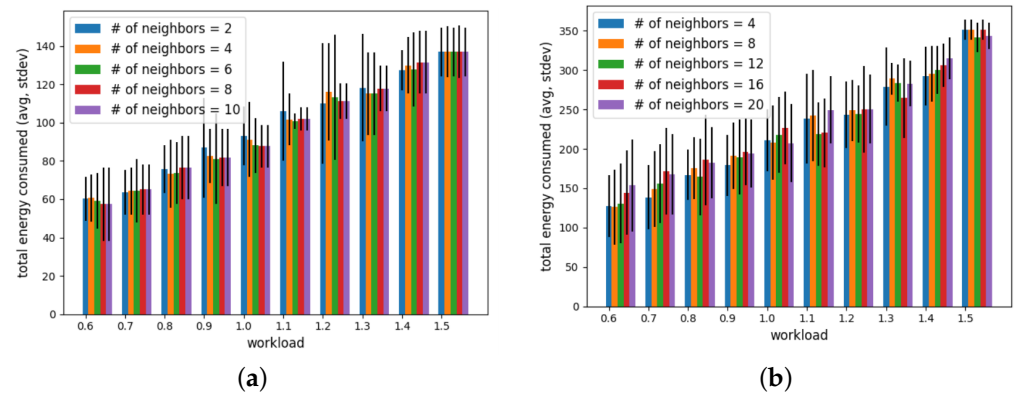 # of neighbors = 2
# of neighbors = 4
# of neighbors = 6
# of neighbors = 8
# of neighbors = 10
total energy consumed (avg, stdev)
140
120
100
80
60
40
20
0
0.6 0.7 0.8 0.9 1.0 1.1 1.2 1.3 1.4 1.5
workload
(a)
# of neighbors = 4
# of neighbors = 8
# of neighbors = 12
# of neighbors = 16
# of neighbors = 20
total energy consumed (avg, stdev)
350
300
250
200
150
100
50
0
0.6 0.7 0.8 0.9 1.0 1.1 1.2 1.3 1.4 1.5
workload
(b)